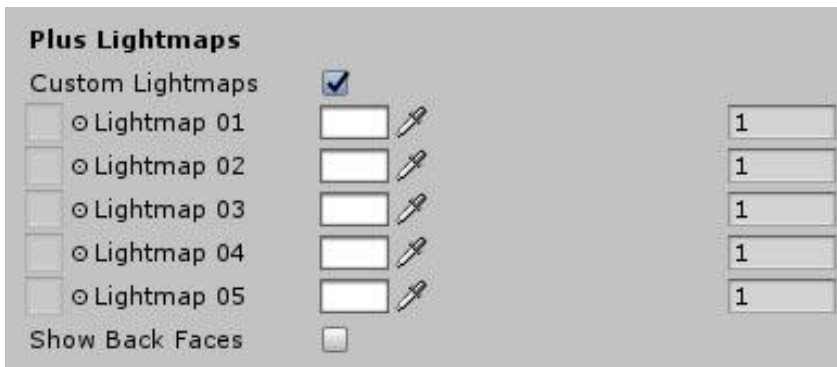 Plus Lightmaps
Custom Lightmaps
Lightmap 01 1
Lightmap 02 1
Lightmap 03 1
Lightmap 04 1
Lightmap 05 1
Show Back Faces